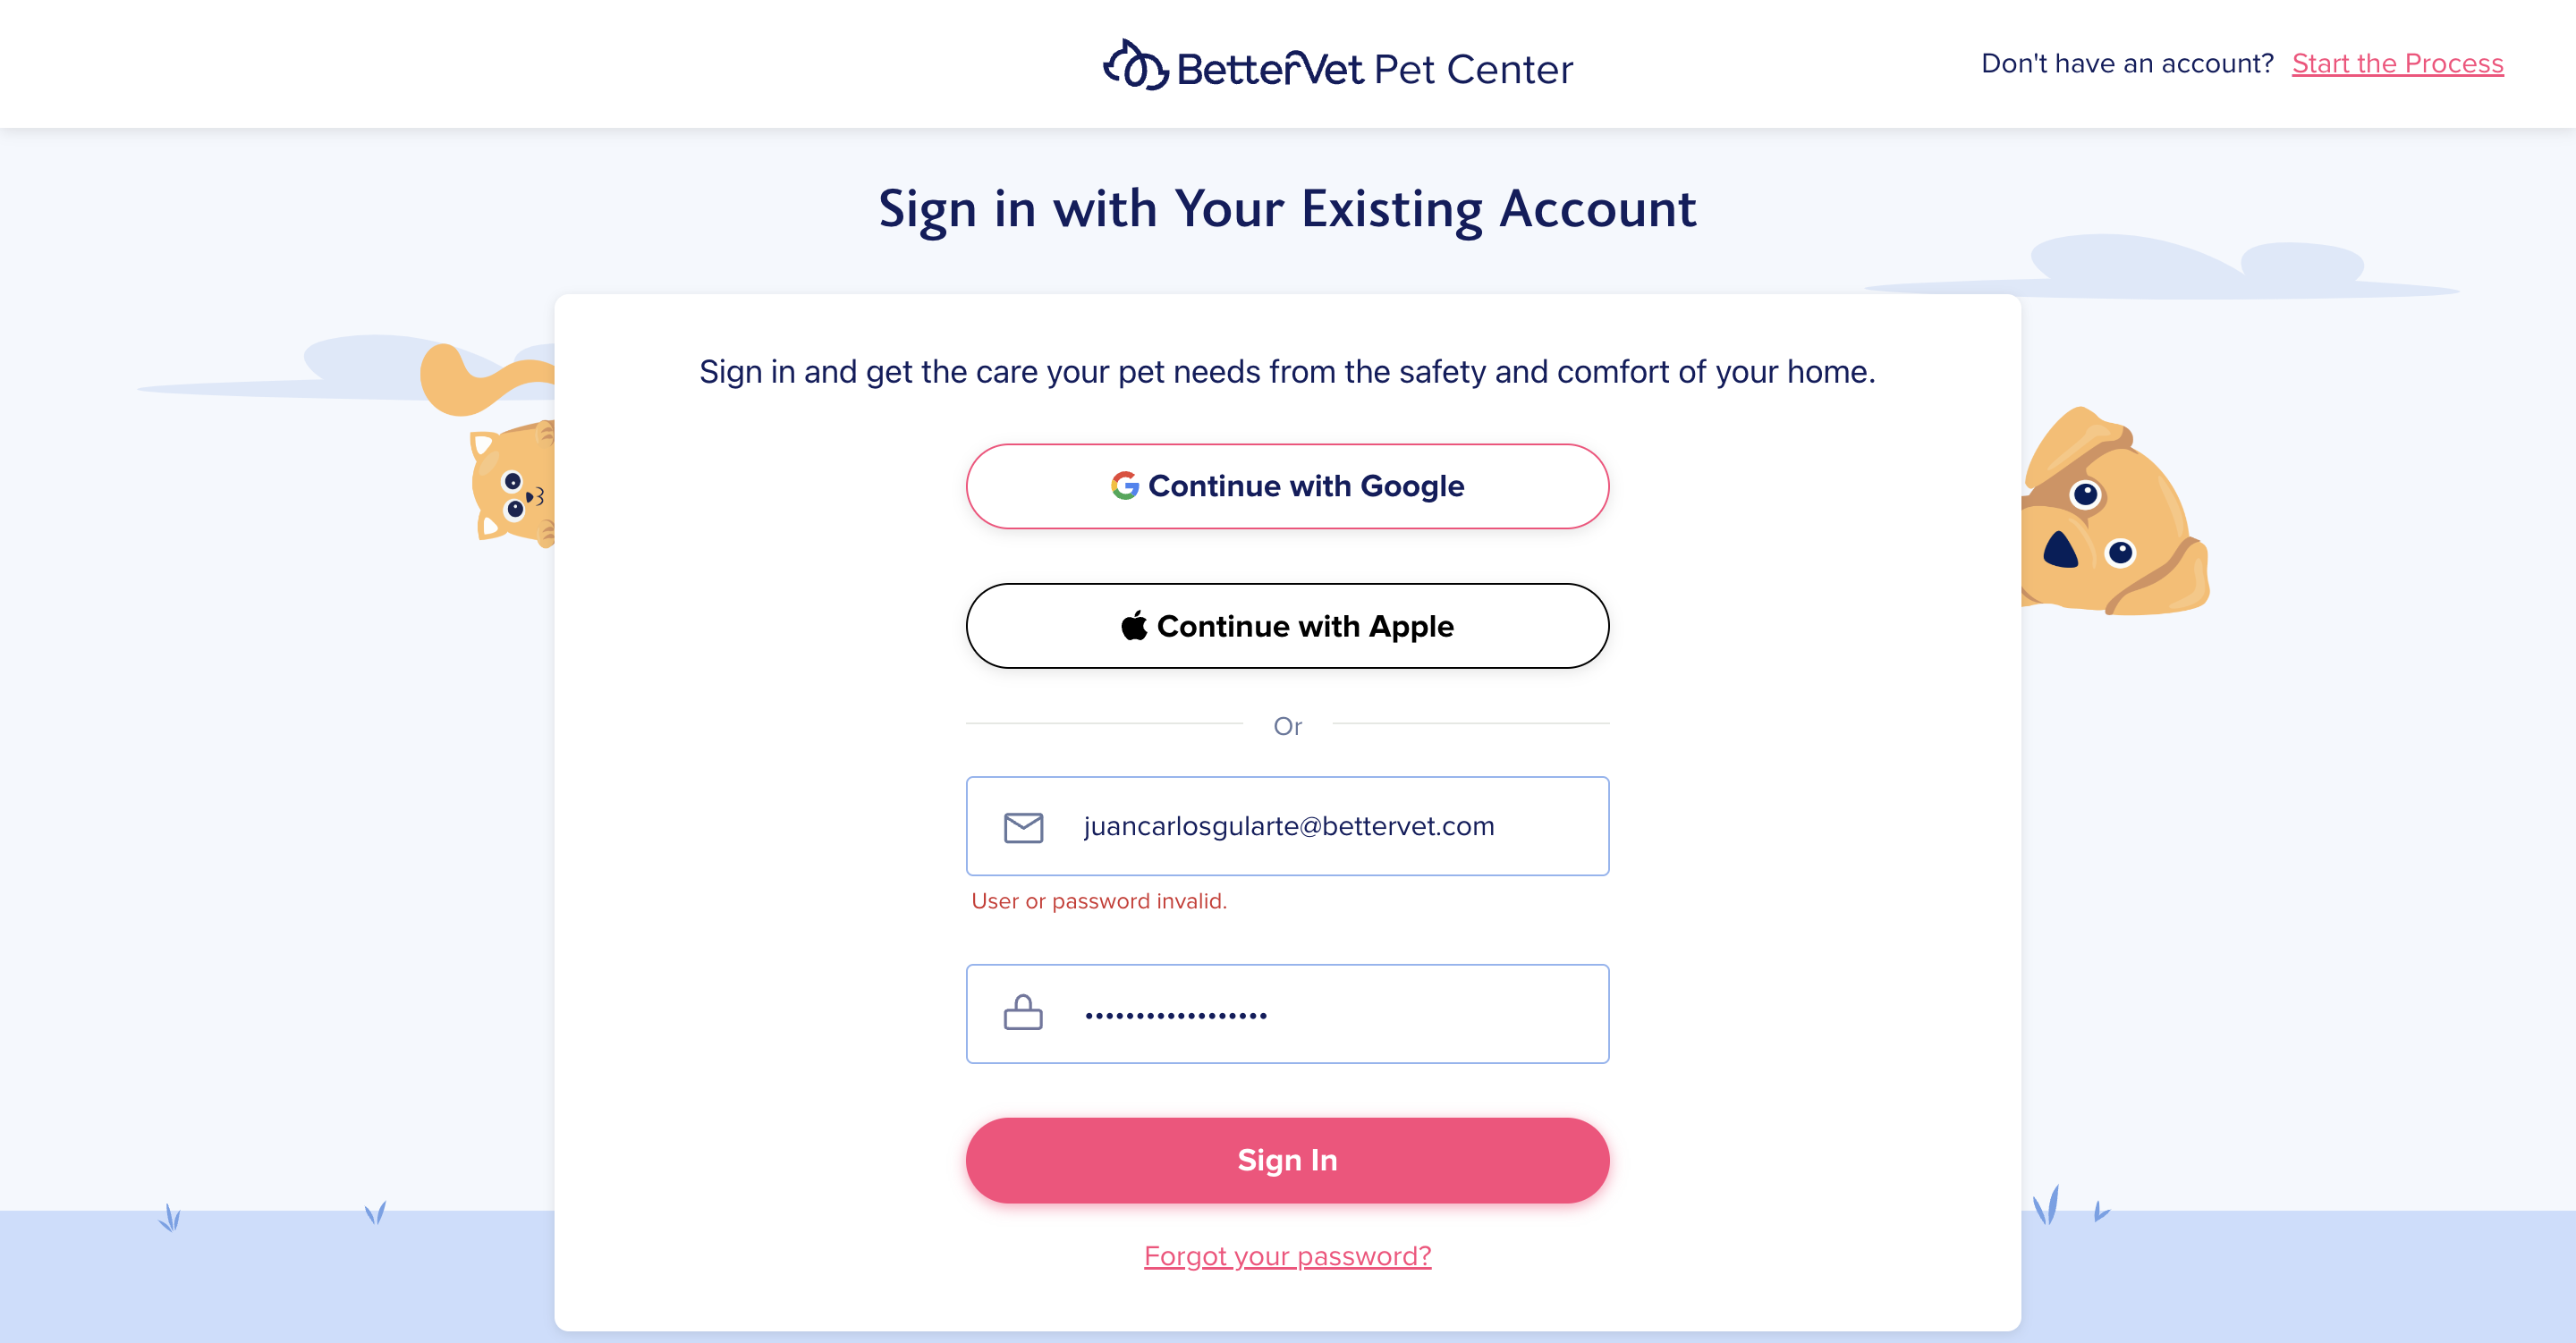 BetterVet Pet Center
Don't have an account? Start the Process
Sign in with Your Existing Account
Sign in and get the care your pet needs from the safety and comfort of your home.
Continue with Google
Continue with Apple
Or
juancarlosgularte@bettervet.com
User or password invalid.
••••••••••••••••••
Sign In
Forgot your password?